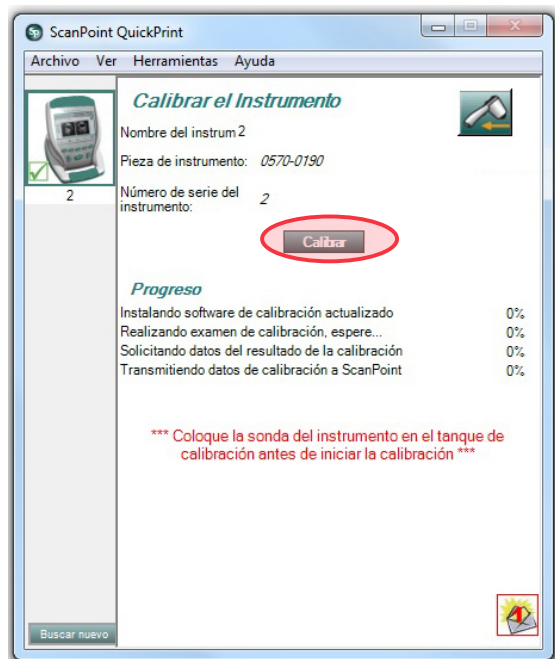 ScanPoint QuickPrint
Archivo Ver Herramientas Ayuda
Calibrar el Instrumento
Nombre del instrum 2
Pieza de instrumento: 0570-0190
2
Número de serie del
instrumento: 2
Calibrar
Progreso
Instalando software de calibración actualizado 0%
Realizando examen de calibración, espere... 0%
Solicitando datos del resultado de la calibración 0%
Transmitiendo datos de calibración a ScanPoint 0%
*** Coloque la sonda del instrumento en el tanque de
calibración antes de iniciar la calibración ***
Buscar nuevo